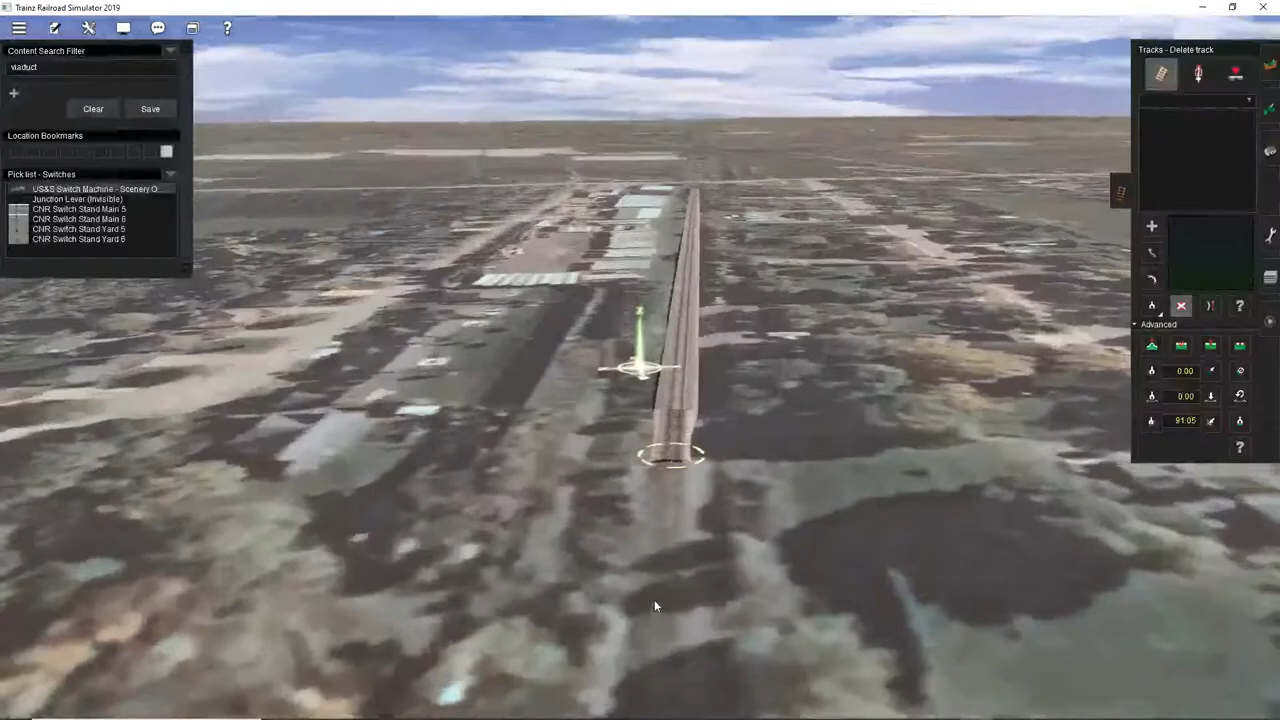 Trainz Railroad Simulator 2019
Content Search Filter
viaduct
Clear
Save
Location Bookmarks
Pick list - Switches
US&S Switch Machine - Scenery O...
Junction Lever (Invisible)
CNR Switch Stand Main 5
CNR Switch Stand Main 6
CNR Switch Stand Yard 5
CNR Switch Stand Yard 6
Tracks - Delete track
Advanced
0.00
0.00
91.05